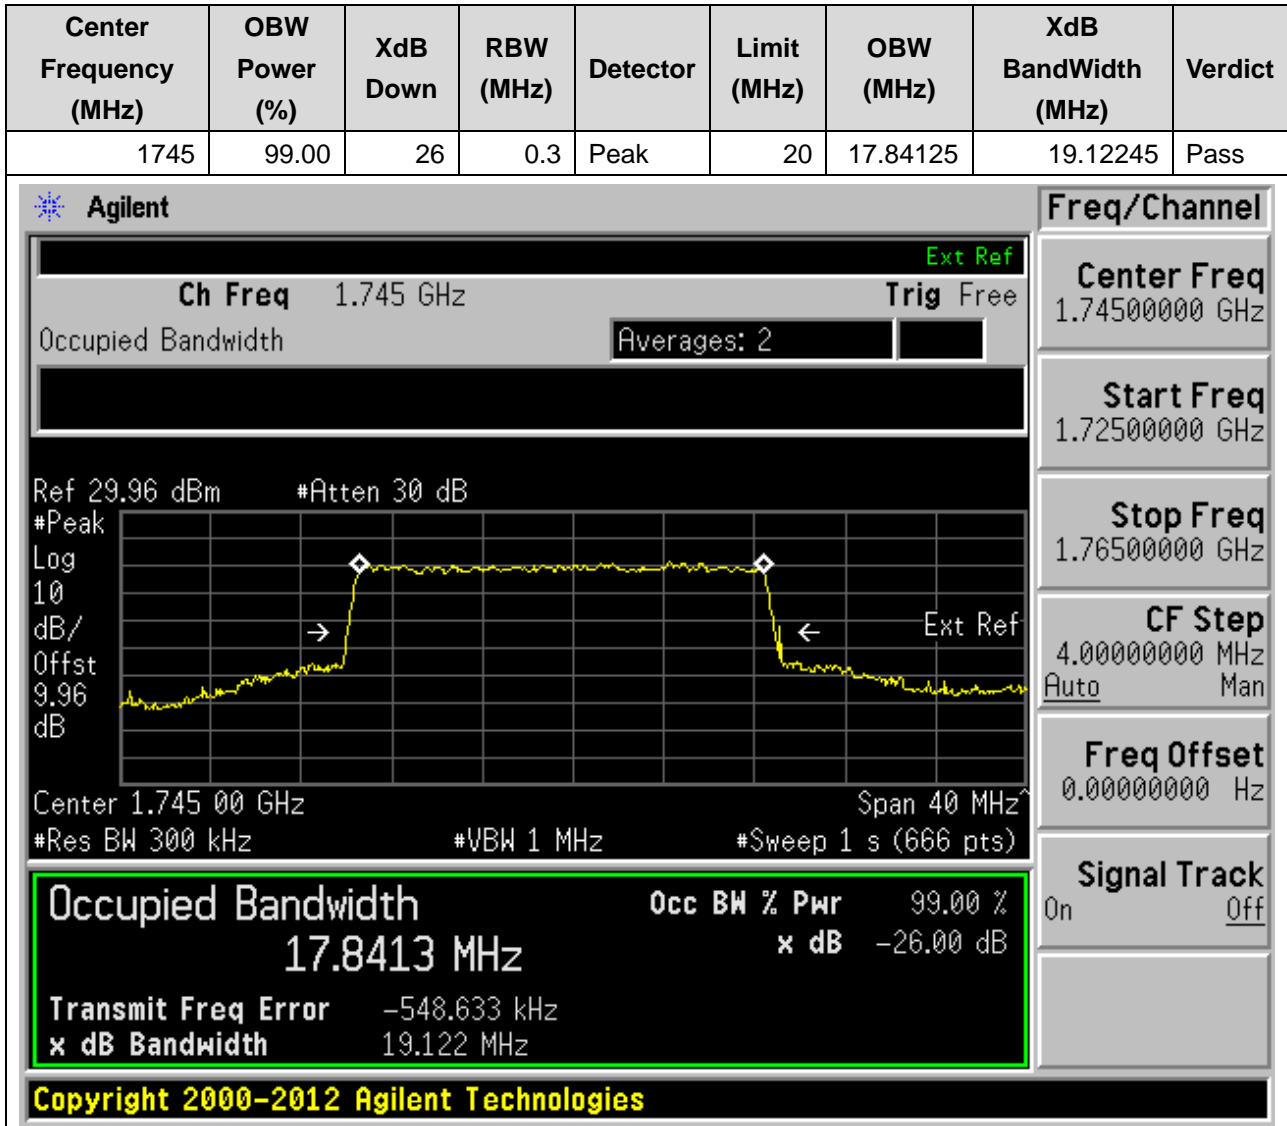 Center Frequency (MHz) OBW Power (%) XdB Down RBW (MHz) Detector Limit (MHz) OBW (MHz) XdB BandWidth (MHz) Verdict
1745 99.00 26 0.3 Peak 20 17.84125 19.12245 Pass
Agilent
Freq/Channel
Ext Ref
Ch Freq 1.745 GHz Trig Free
Occupied Bandwidth Averages: 2
Center Freq
1.74500000 GHz
Start Freq
1.72500000 GHz
Stop Freq
1.76500000 GHz
CF Step
4.00000000 MHz
Auto Man
Freq Offset
0.00000000 Hz
Signal Track
On Off
Ref 29.96 dBm #Atten 30 dB
#Peak
Log
10
dB/
Offst
9.96
dB
Ext Ref
Center 1.745 00 GHz Span 40 MHz^
#Res BW 300 kHz #VBW 1 MHz #Sweep 1 s (666 pts)
Occupied Bandwidth
17.8413 MHz
Occ BW % Pwr 99.00 %
x dB -26.00 dB
Transmit Freq Error -548.633 kHz
x dB Bandwidth 19.122 MHz
Copyright 2000-2012 Agilent Technologies